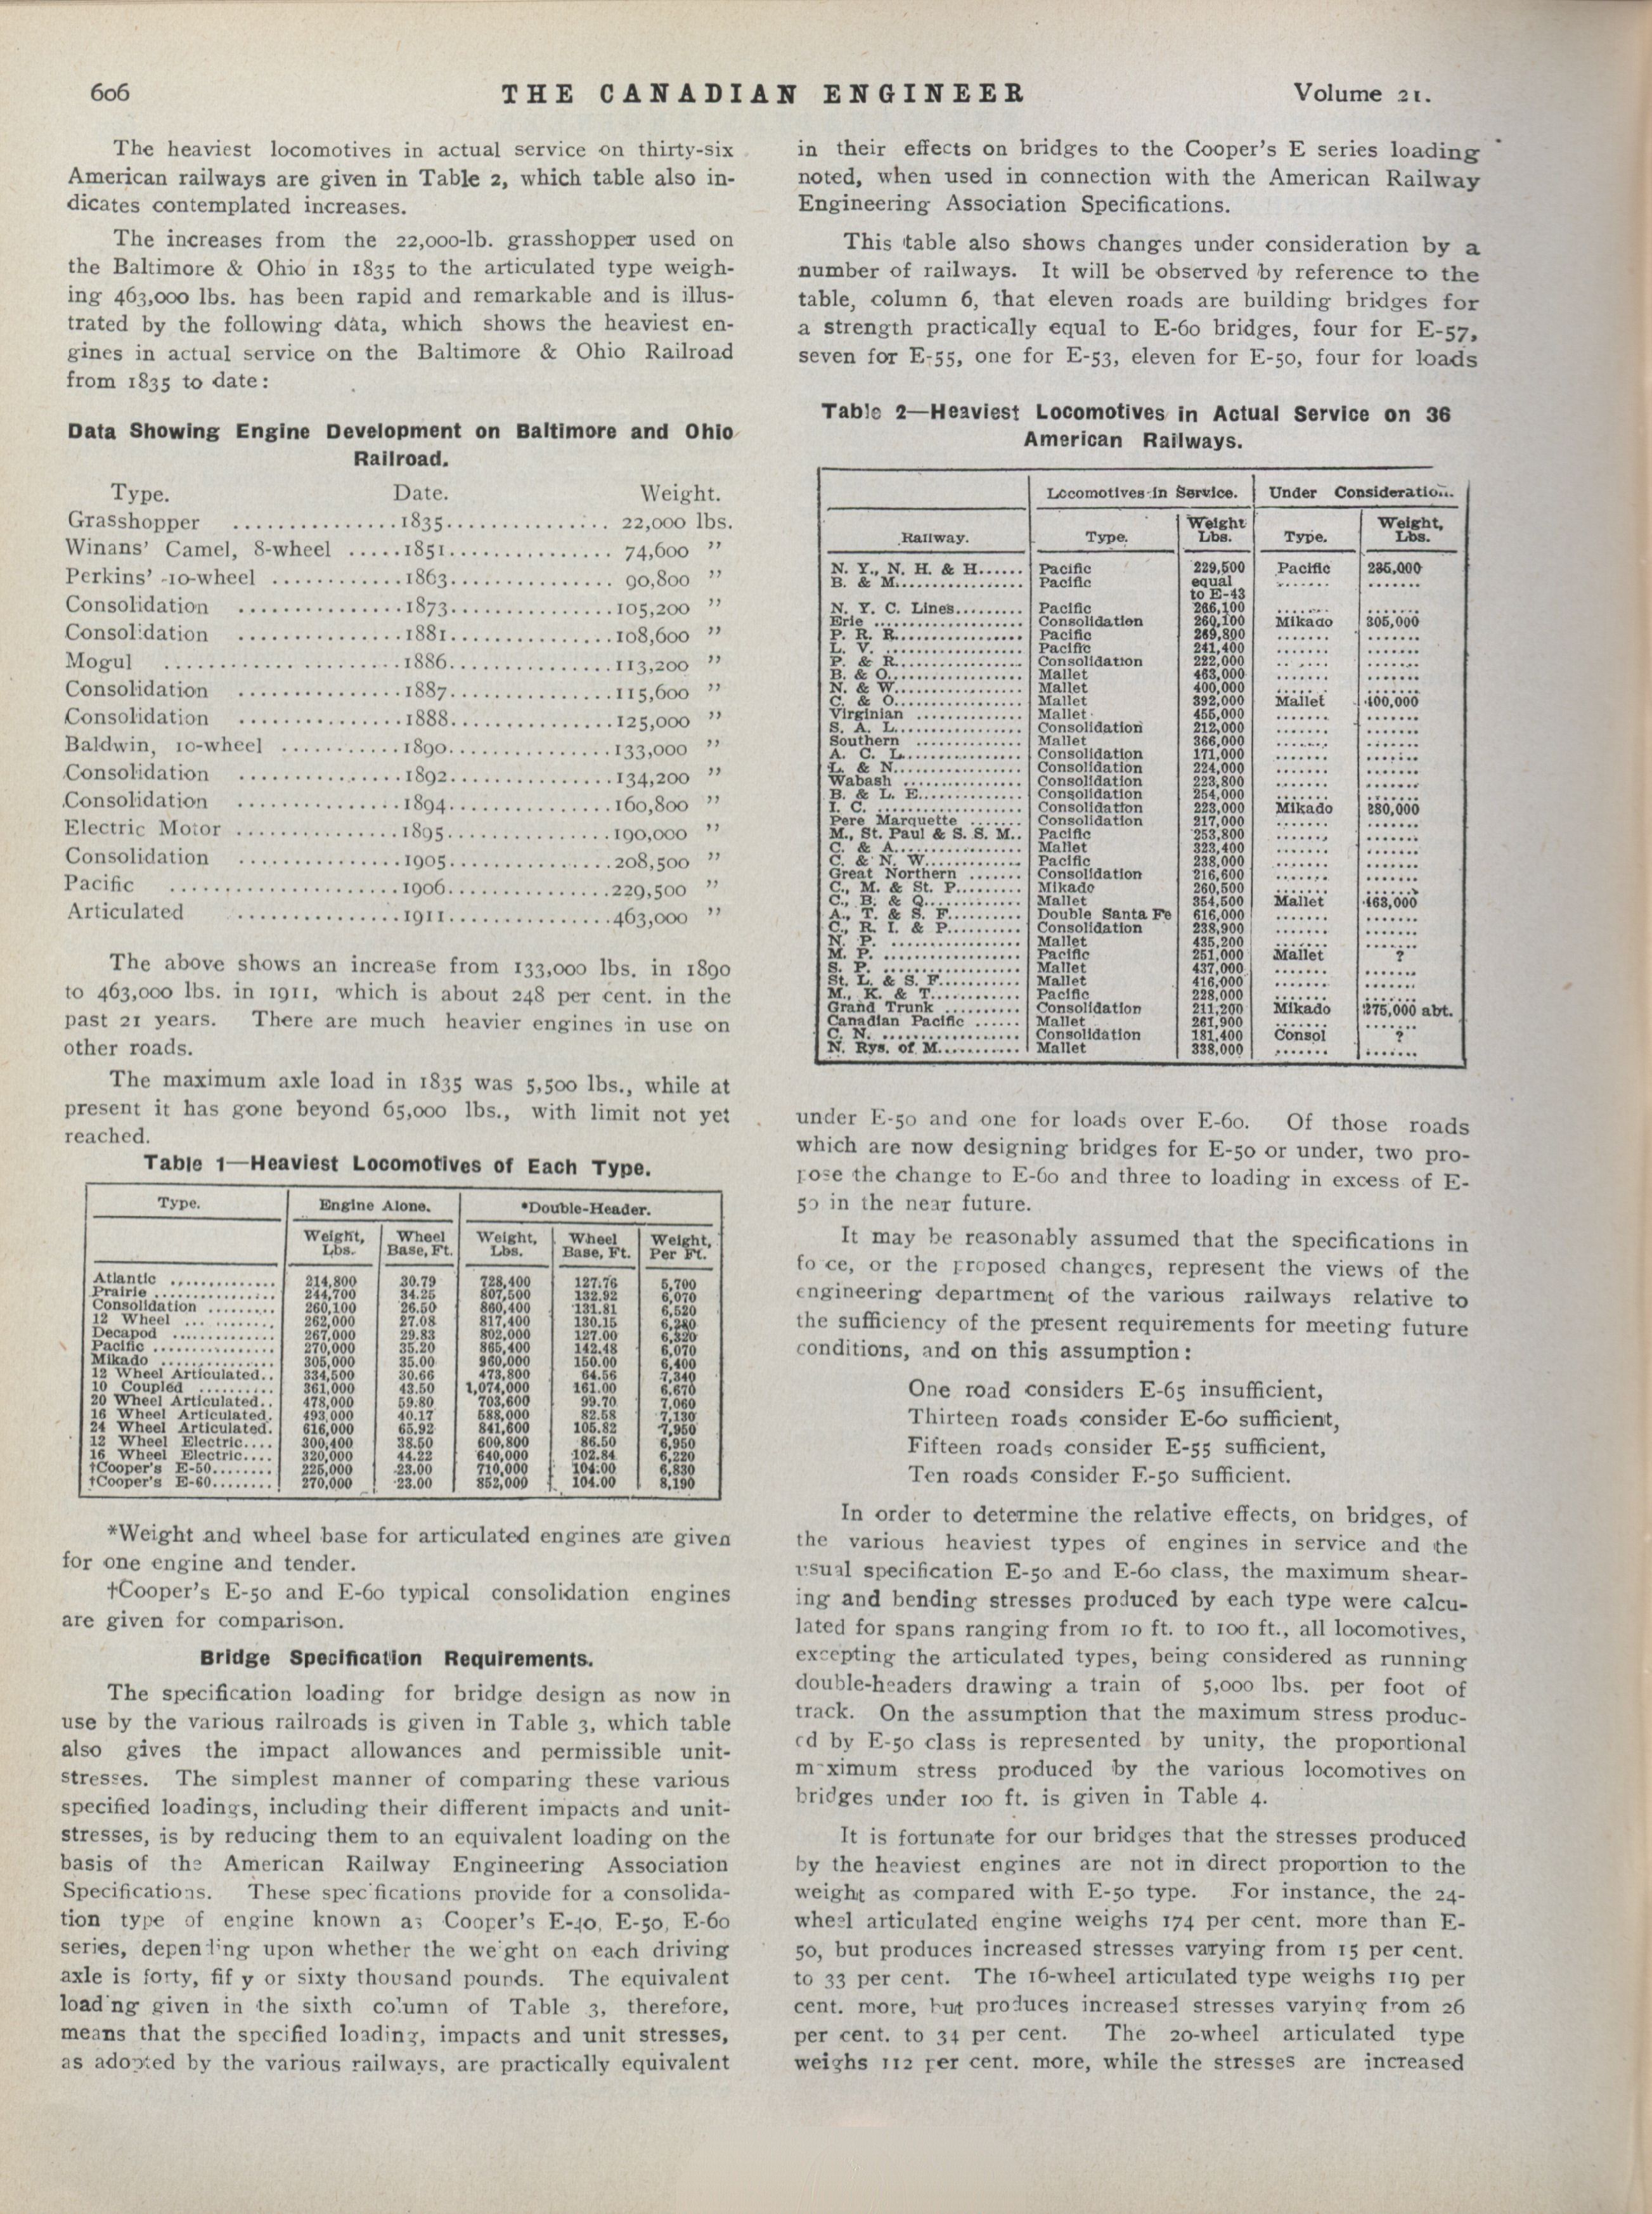 606
THE CANADIAN ENGINEER
Volume 21.
The heaviest locomotives in actual service on thirty-six
American railways are given in Table 2, which table also in-
dicates contemplated increases.
The increases from the 22,000-lb. grasshopper used on
the Baltimore & Ohio in 1835 to the articulated type weigh-
ing 463,000 lbs. has been rapid and remarkable and is illus-
trated by the following data, which shows the heaviest en-
gines in actual service on the Baltimore & Ohio Railroad
from 1835 to date:
Data Showing Engine Development on Baltimore and Ohio
Railroad.
Type. Date. Weight.
Grasshopper ............... 1835............... 22,000 lbs.
Winans' Camel, 8-wheel .....1851............... 74,600 ”
Perkins' 10-wheel ............1863............... 90,800 ”
Consolidation ...............1873...............105,200 ”
Consolidation ...............1881...............108,600 ”
Mogul ......................1886...............113,200 ”
Consolidation ...............1887...............115,600 ”
Consolidation ...............1888...............125,000 ”
Baldwin, 10-wheel ...........1890...............133,000 ”
Consolidation ...............1892...............134,200 ”
Consolidation ...............1894...............160,800 ”
Electric Motor ...............1895...............190,000 ”
Consolidation ...............1905...............208,500 ”
Pacific .....................1906...............229,500 ”
Articulated ...............1911...............463,000 ”
The above shows an increase from 133,000 lbs. in 1890
to 463,000 lbs. in 1911, which is about 248 per cent. in the
past 21 years. There are much heavier engines in use on
other roads.
The maximum axle load in 1835 was 5,500 lbs., while at
present it has gone beyond 65,000 lbs., with limit not yet
reached.
Table 1—Heaviest Locomotives of Each Type.
Type. Engine Alone. *Double-Header.
Weight, Lbs. Wheel Base, Ft. Weight, Lbs. Wheel Base, Ft. Weight, Per Ft.
Atlantic .............. 214,800 30.79 728,400 127.76 5,700
Prairie ................ 244,700 34.25 807,500 132.92 6,070
Consolidation .......... 260,100 26.50 860,400 131.81 6,520
12 Wheel ... ......... 262,000 27.08 817,400 130.15 6,280
Decapod .............. 267,000 29.83 802,000 127.00 6,320
Pacific ................ 270,000 35.20 865,400 142.48 6,070
Mikado ............... 305,000 35.00 960,000 150.00 6,400
12 Wheel Articulated.. 334,500 30.66 473,800 64.56 7,340
10 Coupled .......... 361,000 43.50 1,074,000 161.00 6,670
20 Wheel Articulated.. 478,000 59.80 703,600 99.70 7,060
16 Wheel Articulated. 493,000 40.17 588,000 82.58 7,130
24 Wheel Articulated. 616,000 65.92 841,600 105.82 7,950
12 Wheel Electric.... 300,400 38.50 600,800 86.50 6,950
16 Wheel Electric.... 320,000 44.22 640,000 102.84 6,220
†Cooper's E-50........ 225,000 23.00 710,000 104.00 6,830
†Cooper's E-60........ 270,000 23.00 852,000 104.00 8,190
*Weight and wheel base for articulated engines are given
for one engine and tender.
†Cooper's E-50 and E-60 typical consolidation engines
are given for comparison.
Bridge Specification Requirements.
The specification loading for bridge design as now in
use by the various railroads is given in Table 3, which table
also gives the impact allowances and permissible unit-
stresses. The simplest manner of comparing these various
specified loadings, including their different impacts and unit-
stresses, is by reducing them to an equivalent loading on the
basis of the American Railway Engineering Association
Specifications. These specifications provide for a consolida-
tion type of engine known as Cooper's E-40, E-50, E-60
series, depending upon whether the weight on each driving
axle is forty, fifty or sixty thousand pounds. The equivalent
loading given in the sixth column of Table 3, therefore,
means that the specified loading, impacts and unit stresses,
as adopted by the various railways, are practically equivalent
in their effects on bridges to the Cooper's E series loading
noted, when used in connection with the American Railway
Engineering Association Specifications.
This table also shows changes under consideration by a
number of railways. It will be observed by reference to the
table, column 6, that eleven roads are building bridges for
a strength practically equal to E-60 bridges, four for E-57,
seven for E-55, one for E-53, eleven for E-50, four for loads
Table 2—Heaviest Locomotives in Actual Service on 36
American Railways.
Locomotives in Service. Under Consideration.
Railway. Type. Weight Lbs. Type. Weight, Lbs.
N. Y., N. H. & H...... Pacific 229,500 Pacific 235,000
B. & M................. Pacific equal to E-43 ....... .......
N. Y. C. Lines......... Pacific 266,100 ....... .......
Erie .................. Consolidation 260,100 Mikado 305,000
P. R. R................ Pacific 269,800 ....... .......
L. V. ................. Pacific 241,400 ....... .......
P. & R................. Consolidation 222,000 ....... .......
B. & O................. Mallet 463,000 ....... .......
N. & W................. Mallet 400,000 ....... .......
C. & O................. Mallet 392,000 Mallet 400,000
Virginian ............. Mallet 455,000 ....... .......
S. A. L................ Consolidation 212,000 ....... .......
Southern .............. Mallet 366,000 ....... .......
A. C. L................ Consolidation 171,000 ....... .......
L. & N................. Consolidation 224,000 ....... .......
Wabash ................ Consolidation 223,800 ....... .......
B. & L. E.............. Consolidation 254,000 ....... .......
I. C. ................. Consolidation 223,000 Mikado 280,000
Pere Marquette ....... Consolidation 217,000 ....... .......
M., St. Paul & S. S. M.. Pacific 253,800 ....... .......
C. & A................. Mallet 323,400 ....... .......
C. & N. W............. Pacific 238,000 ....... .......
Great Northern ....... Consolidation 216,600 ....... .......
C., M. & St. P......... Mikado 260,500 ....... .......
C., B. & Q............. Mallet 354,500 Mallet 463,000
A., T. & S. F.......... Double Santa Fe 616,000 ....... .......
C., R. I. & P.......... Consolidation 238,900 ....... .......
N. P. ................. Mallet 435,200 ....... .......
M. P. ................. Pacific 251,000 Mallet ?
S. P. ................. Mallet 437,000 ....... .......
St. L. & S. F.......... Mallet 416,000 ....... .......
M., K. & T............. Pacific 228,000 ....... .......
Grand Trunk .......... Consolidation 211,200 Mikado 275,000 abt.
Canadian Pacific ...... Mallet 261,900 ....... .......
C. N. ................. Consolidation 181,400 Consol ?
N. Rys. of M........... Mallet 338,000 ....... .......
under E-50 and one for loads over E-60. Of those roads
which are now designing bridges for E-50 or under, two pro-
pose the change to E-60 and three to loading in excess of E-
50 in the near future.
It may be reasonably assumed that the specifications in
fo ce, or the proposed changes, represent the views of the
engineering department of the various railways relative to
the sufficiency of the present requirements for meeting future
conditions, and on this assumption:
One road considers E-65 insufficient,
Thirteen roads consider E-60 sufficient,
Fifteen roads consider E-55 sufficient,
Ten roads consider E-50 sufficient.
In order to determine the relative effects, on bridges, of
the various heaviest types of engines in service and the
usual specification E-50 and E-60 class, the maximum shear-
ing and bending stresses produced by each type were calcu-
lated for spans ranging from 10 ft. to 100 ft., all locomotives,
excepting the articulated types, being considered as running
double-headers drawing a train of 5,000 lbs. per foot of
track. On the assumption that the maximum stress produc-
ed by E-50 class is represented by unity, the proportional
maximum stress produced by the various locomotives on
bridges under 100 ft. is given in Table 4.
It is fortunate for our bridges that the stresses produced
by the heaviest engines are not in direct proportion to the
weight as compared with E-50 type. For instance, the 24-
wheel articulated engine weighs 174 per cent. more than E-
50, but produces increased stresses varying from 15 per cent.
to 33 per cent. The 16-wheel articulated type weighs 119 per
cent. more, but produces increased stresses varying from 26
per cent. to 34 per cent. The 20-wheel articulated type
weighs 112 per cent. more, while the stresses are increased